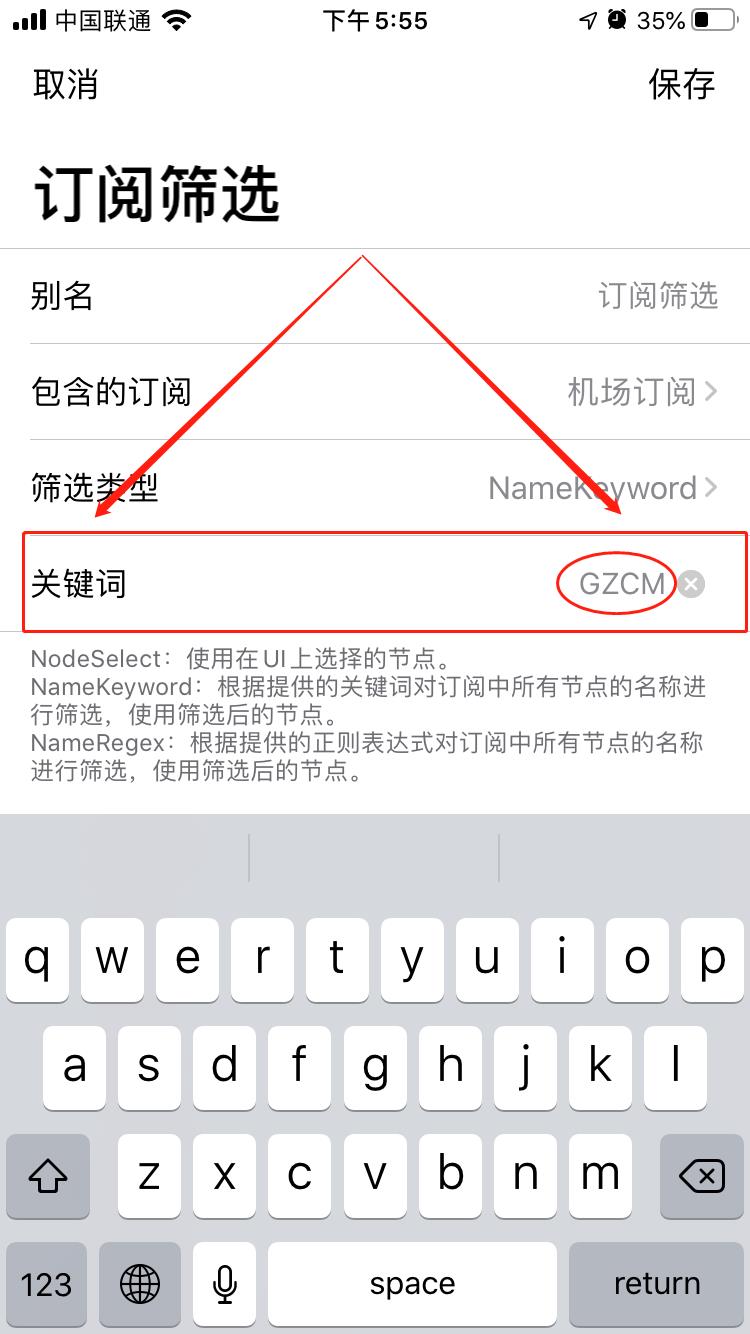 中国联通 下午5:55 35%
取消 保存
订阅筛选
别名 订阅筛选
包含的订阅 机场订阅
筛选类型 NameKeyword
关键词 GZCM
NodeSelect：使用在UI上选择的节点。
NameKeyword：根据提供的关键词对订阅中所有节点的名称进
行筛选，使用筛选后的节点。
NameRegex：根据提供的正则表达式对订阅中所有节点的名称
进行筛选，使用筛选后的节点。
q w e r t y u i o p
a s d f g h j k l
z x c v b n m
123 space return